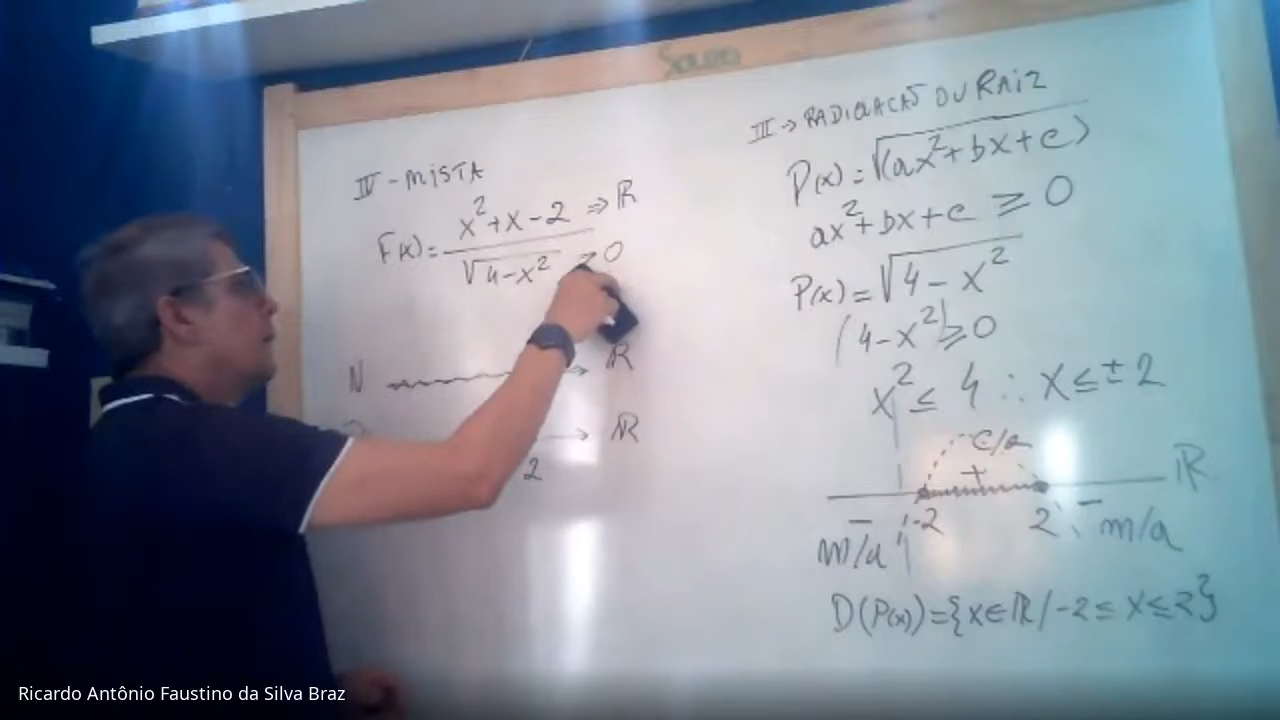 IV - MISTA
F(x) = x²+x-2 ⇒ ℝ
√4-x² ≥ 0
N ℝ
ℝ
2
III → RADICIAÇÃO OU RAIZ
P(x) = √(ax²+bx+c)
ax²+bx+c ≥ 0
P(x) = √4-x²
(4-x²) ≥ 0
x² ≤ 4 ∴ x ≤ ± 2
c/a
+ ℝ
- -2 2 - m/a
m/a
D(P(x)) = {x∈ℝ/-2 ≤ x ≤ 2}
Ricardo Antônio Faustino da Silva Braz